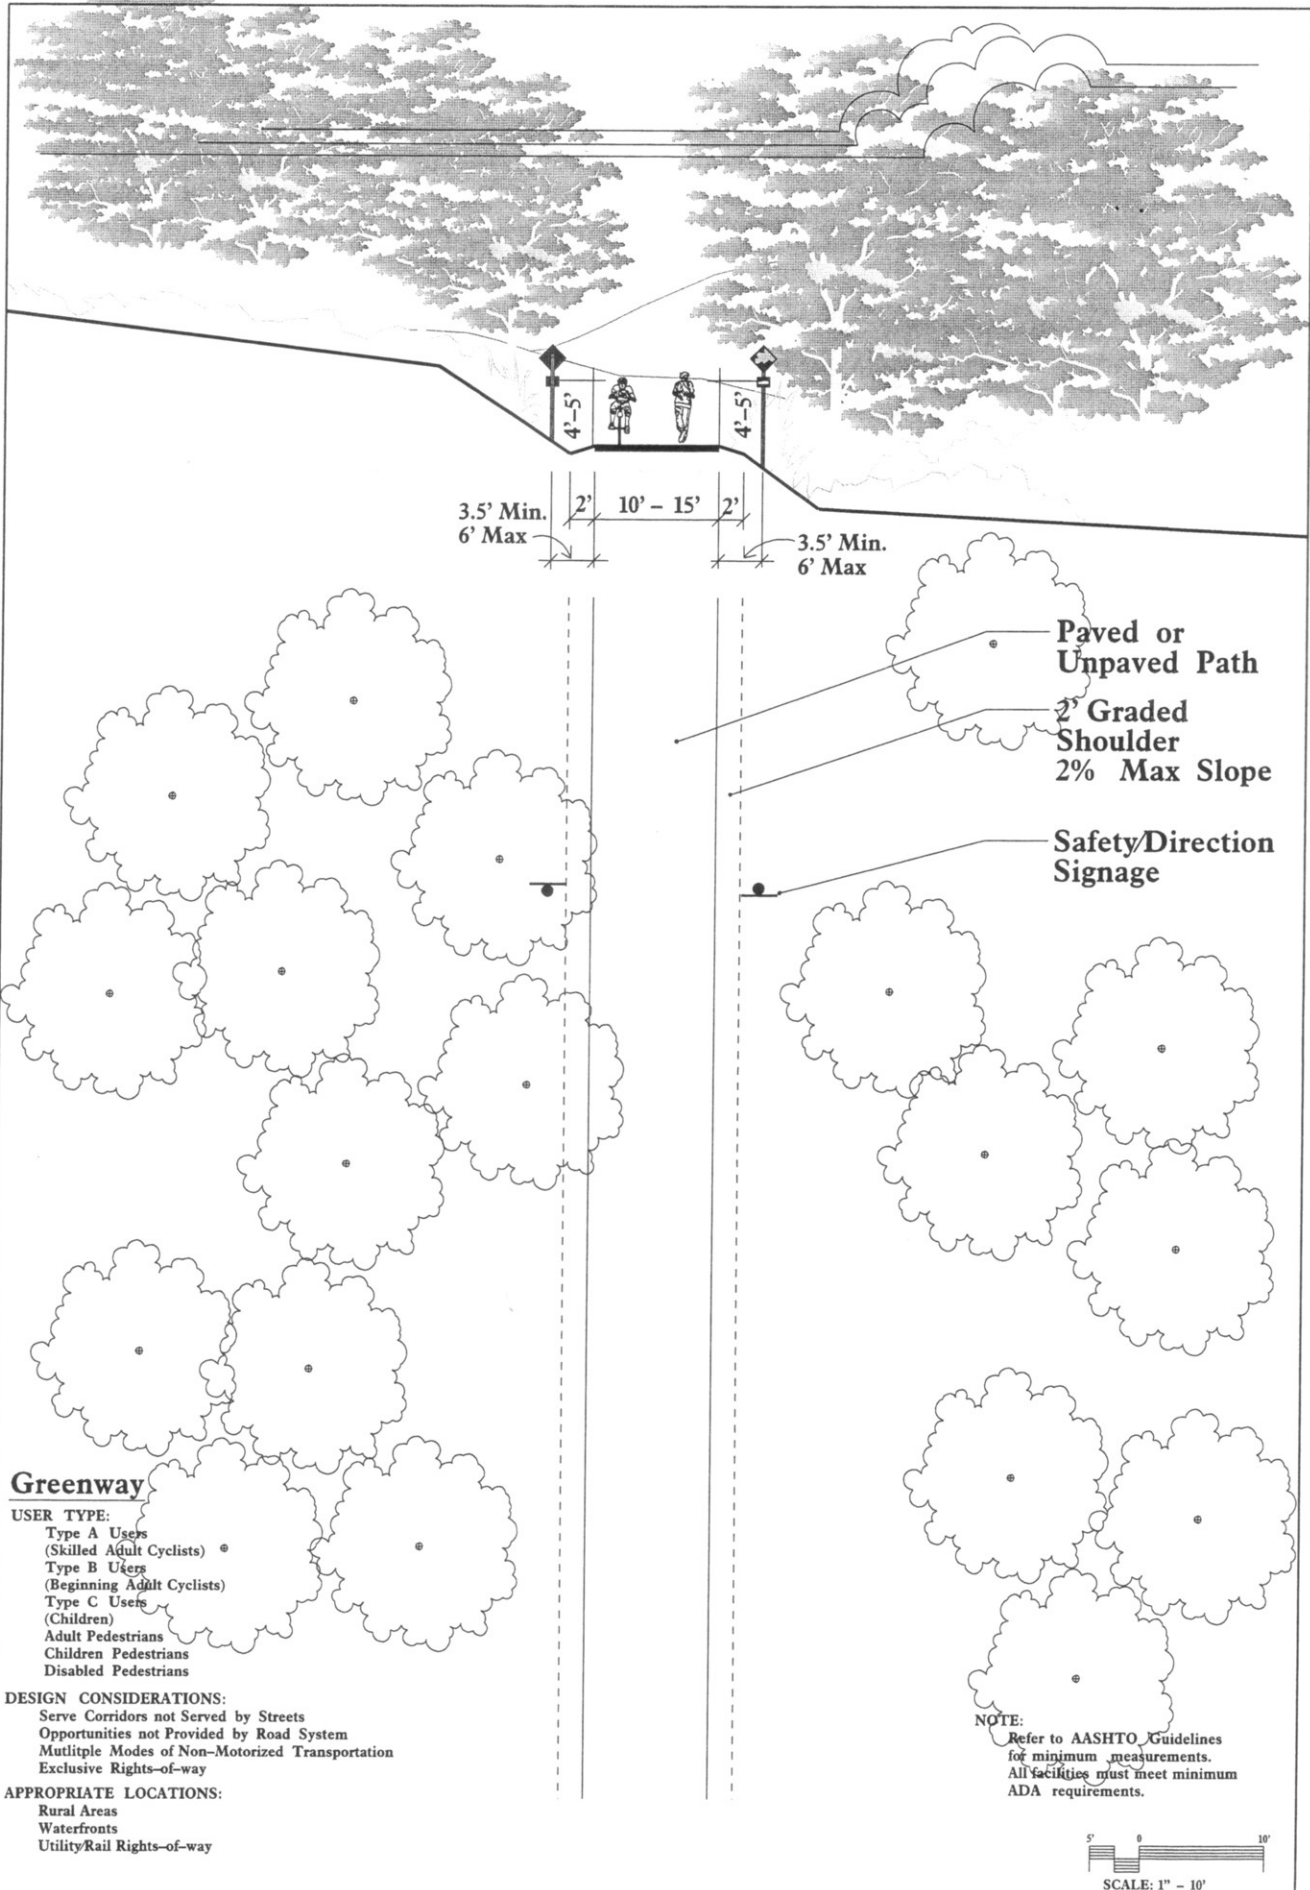 4'–5'
4'–5'
3.5' Min.
6' Max
2'
10' – 15'
2'
3.5' Min.
6' Max
Paved or
Unpaved Path
2' Graded
Shoulder
2% Max Slope
Safety/Direction
Signage
Greenway
USER TYPE:
Type A Users
(Skilled Adult Cyclists)
Type B Users
(Beginning Adult Cyclists)
Type C Users
(Children)
Adult Pedestrians
Children Pedestrians
Disabled Pedestrians
DESIGN CONSIDERATIONS:
Serve Corridors not Served by Streets
Opportunities not Provided by Road System
Mutlitple Modes of Non–Motorized Transportation
Exclusive Rights–of–way
APPROPRIATE LOCATIONS:
Rural Areas
Waterfronts
Utility/Rail Rights–of–way
NOTE:
Refer to AASHTO Guidelines
for minimum measurements.
All facilities must meet minimum
ADA requirements.
5' 0 10'
SCALE: 1" – 10'